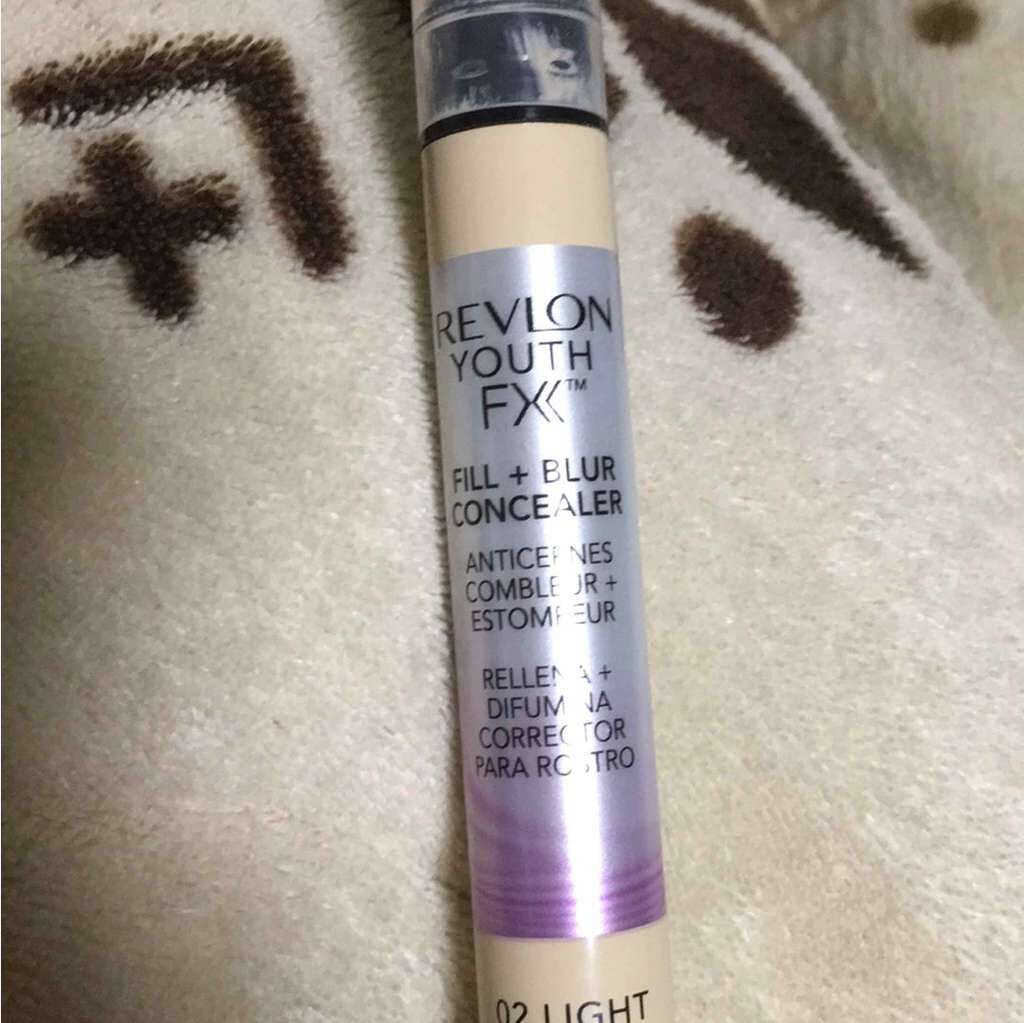 REVLON
YOUTH
FX™
FILL + BLUR
CONCEALER
ANTICERNES
COMBLEUR +
ESTOMPEUR
RELLENA +
DIFUMINA
CORRECTOR
PARA ROSTRO
02 LIGHT